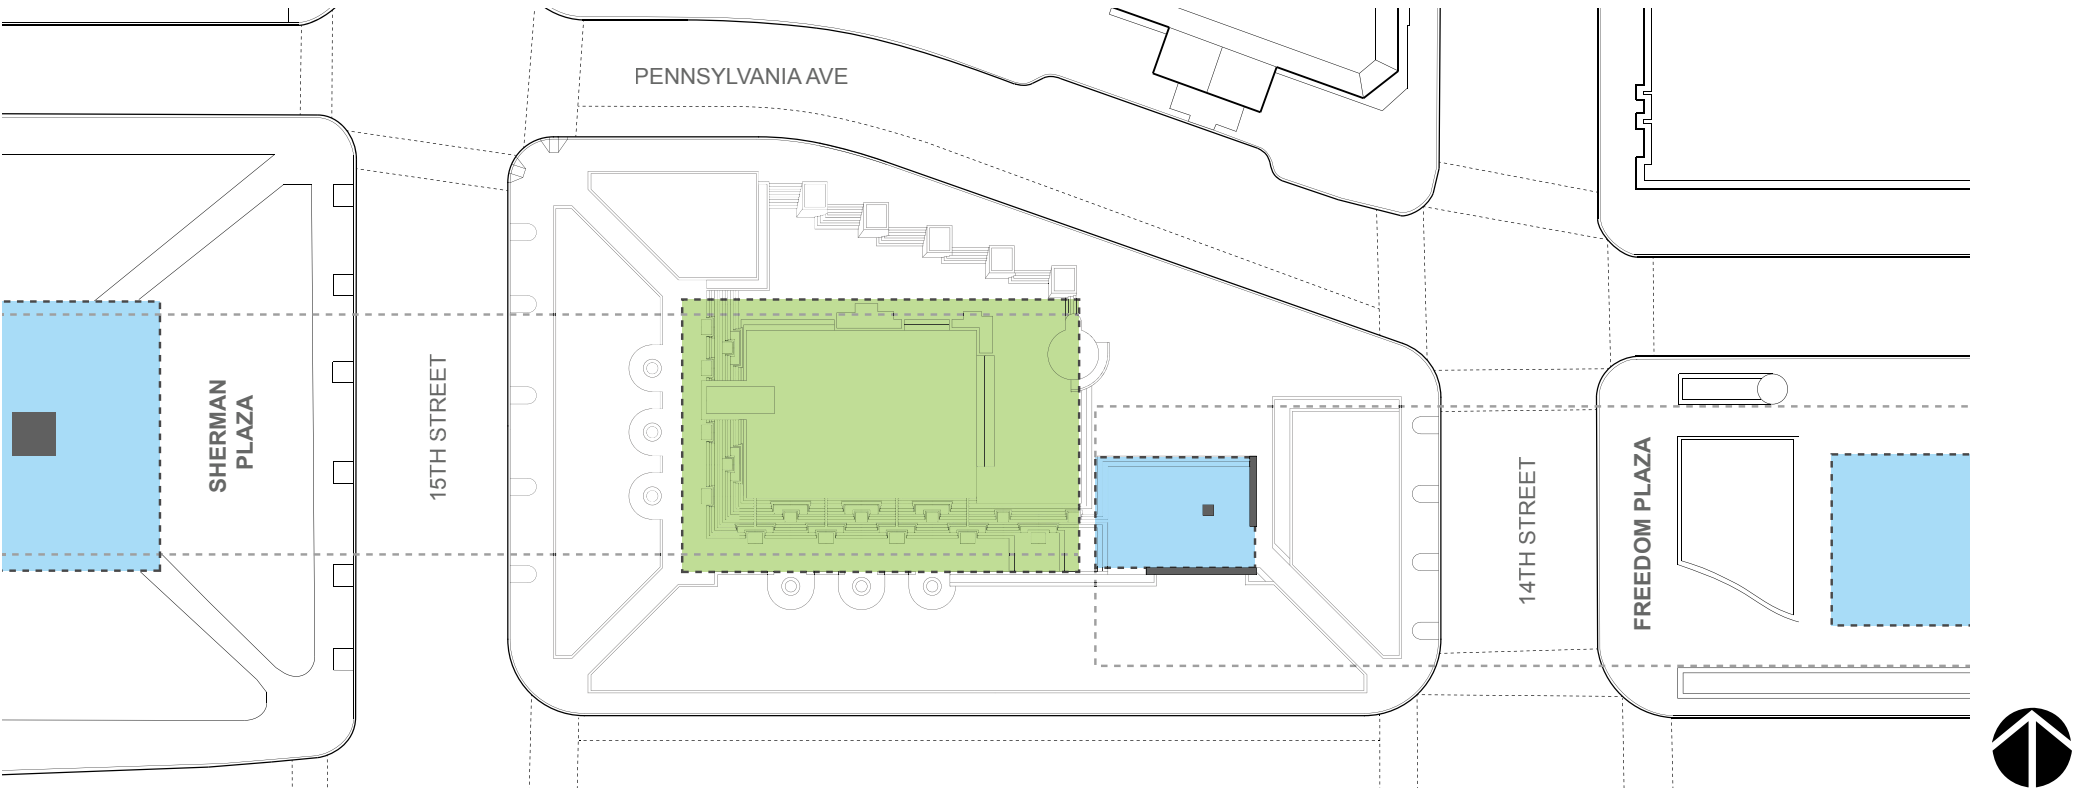 PENNSYLVANIA AVE
SHERMAN
PLAZA
15TH STREET
14TH STREET
FREEDOM PLAZA